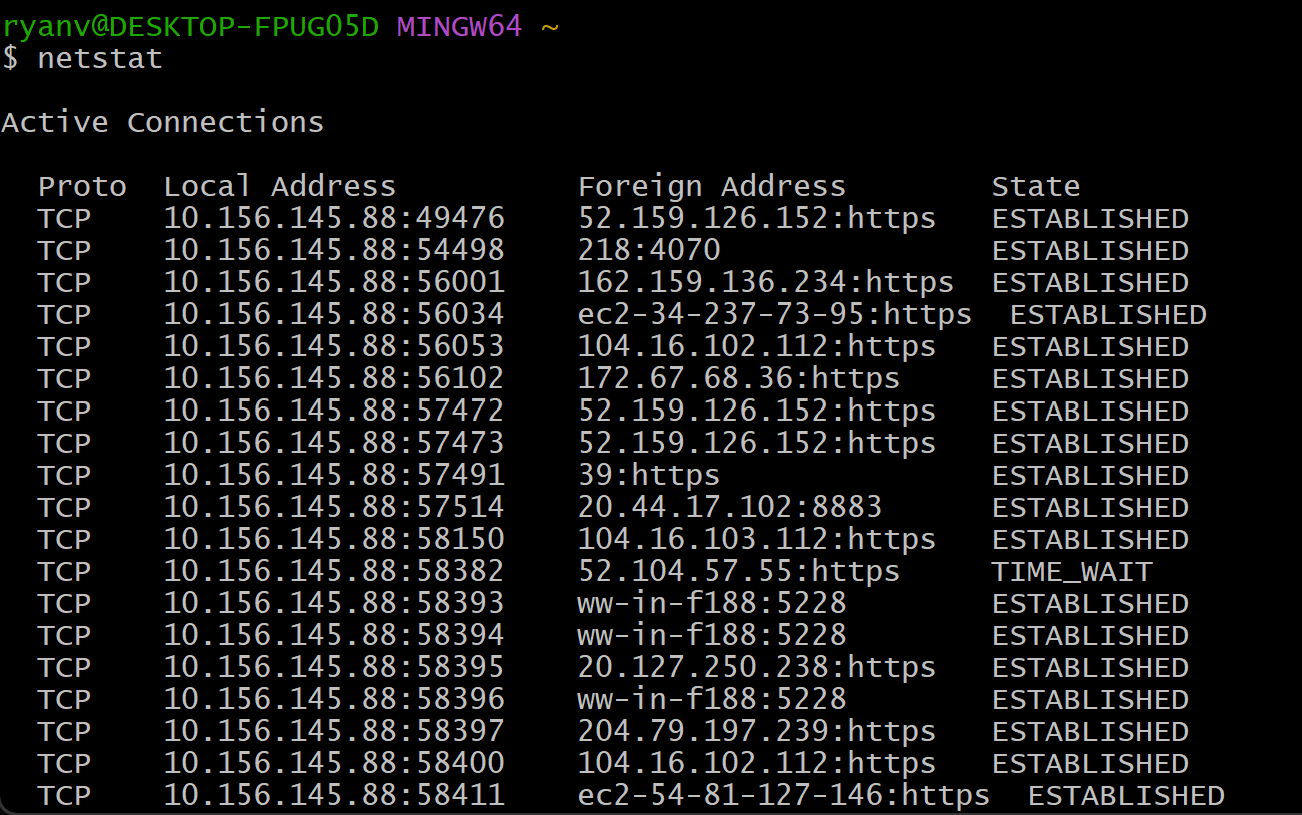 ryanv@DESKTOP-FPUG05D MINGW64 ~
$ netstat
Active Connections
Proto  Local Address          Foreign Address        State
TCP    10.156.145.88:49476    52.159.126.152:https   ESTABLISHED
TCP    10.156.145.88:54498    218:4070               ESTABLISHED
TCP    10.156.145.88:56001    162.159.136.234:https  ESTABLISHED
TCP    10.156.145.88:56034    ec2-34-237-73-95:https  ESTABLISHED
TCP    10.156.145.88:56053    104.16.102.112:https   ESTABLISHED
TCP    10.156.145.88:56102    172.67.68.36:https     ESTABLISHED
TCP    10.156.145.88:57472    52.159.126.152:https   ESTABLISHED
TCP    10.156.145.88:57473    52.159.126.152:https   ESTABLISHED
TCP    10.156.145.88:57491    39:https               ESTABLISHED
TCP    10.156.145.88:57514    20.44.17.102:8883      ESTABLISHED
TCP    10.156.145.88:58150    104.16.103.112:https   ESTABLISHED
TCP    10.156.145.88:58382    52.104.57.55:https     TIME_WAIT
TCP    10.156.145.88:58393    ww-in-f188:5228        ESTABLISHED
TCP    10.156.145.88:58394    ww-in-f188:5228        ESTABLISHED
TCP    10.156.145.88:58395    20.127.250.238:https   ESTABLISHED
TCP    10.156.145.88:58396    ww-in-f188:5228        ESTABLISHED
TCP    10.156.145.88:58397    204.79.197.239:https   ESTABLISHED
TCP    10.156.145.88:58400    104.16.102.112:https   ESTABLISHED
TCP    10.156.145.88:58411    ec2-54-81-127-146:https  ESTABLISHED